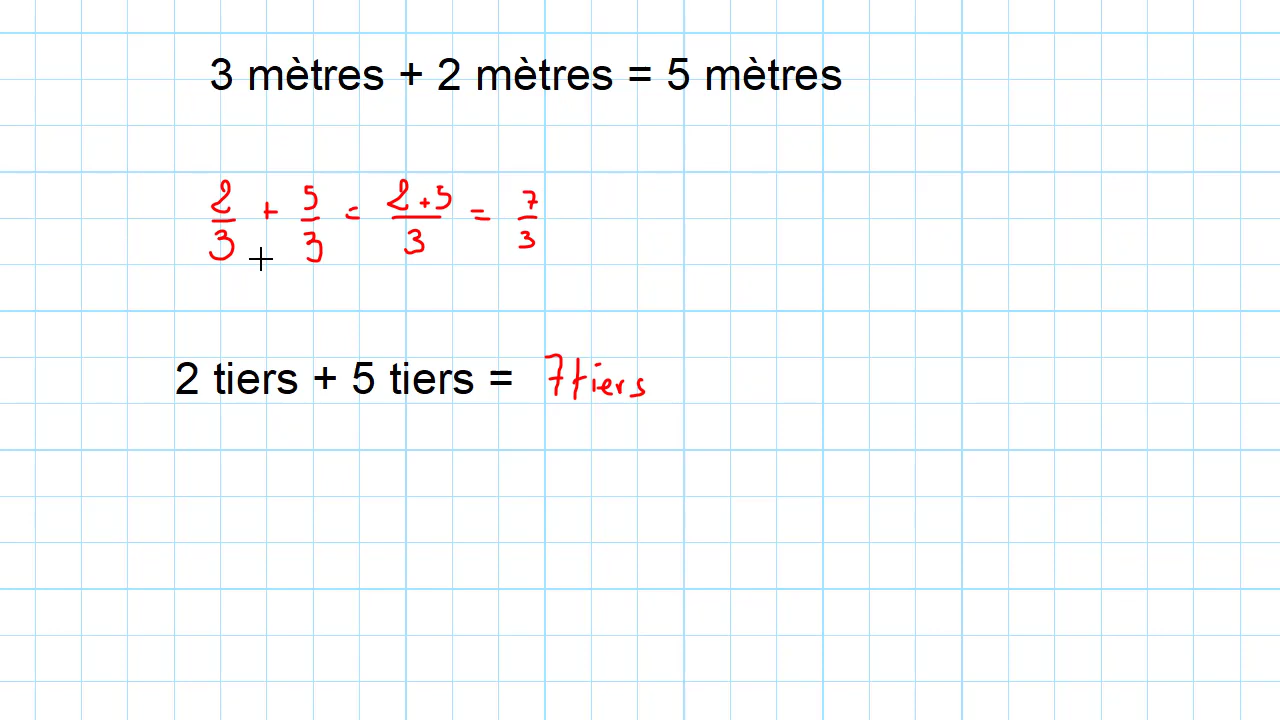 3 mètres + 2 mètres = 5 mètres
2/3 + 5/3 = (2+5)/3 = 7/3
2 tiers + 5 tiers = 7 tiers